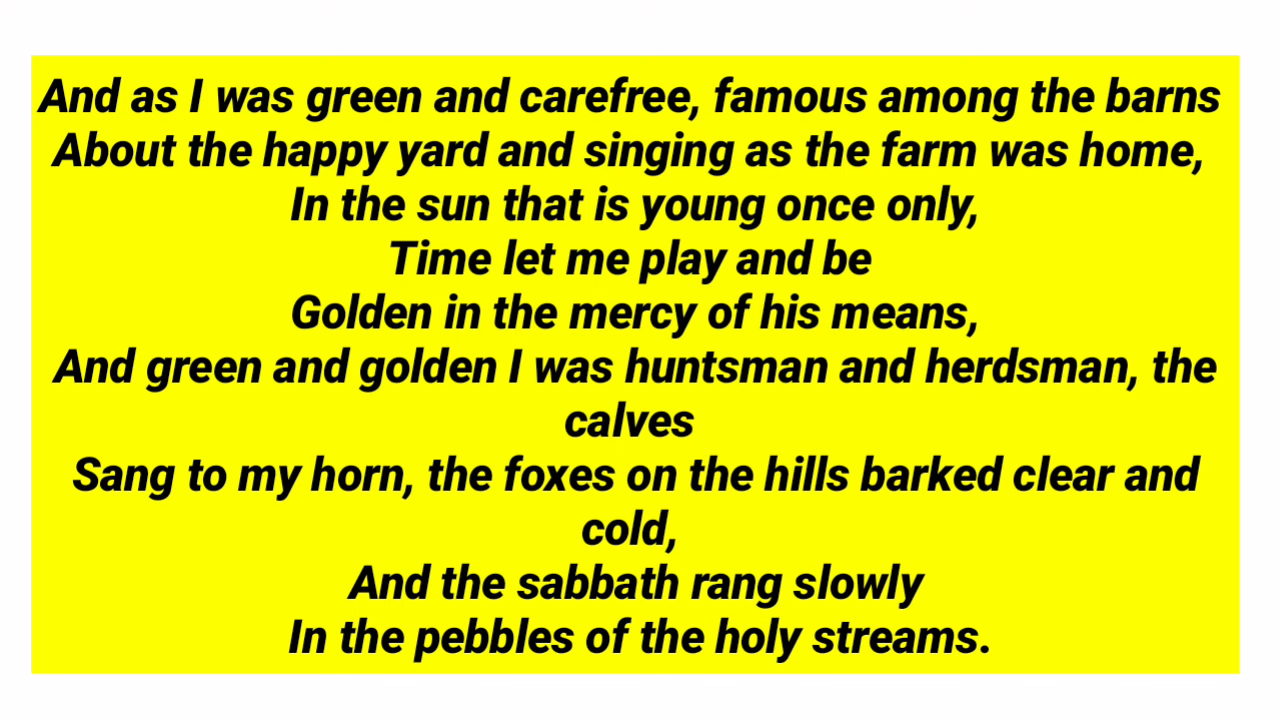 And as I was green and carefree, famous among the barns
About the happy yard and singing as the farm was home,
In the sun that is young once only,
Time let me play and be
Golden in the mercy of his means,
And green and golden I was huntsman and herdsman, the
calves
Sang to my horn, the foxes on the hills barked clear and
cold,
And the sabbath rang slowly
In the pebbles of the holy streams.